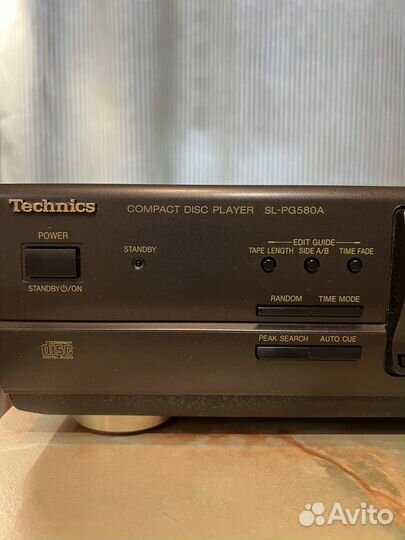 Technics
COMPACT DISC PLAYER SL-PG580A
POWER
STANDBY
EDIT GUIDE
TAPE LENGTH SIDE A/B TIME FADE
STANDBY⏻/ON
RANDOM TIME MODE
PEAK SEARCH AUTO CUE
COMPACT
disc
DIGITAL AUDIO
Avito